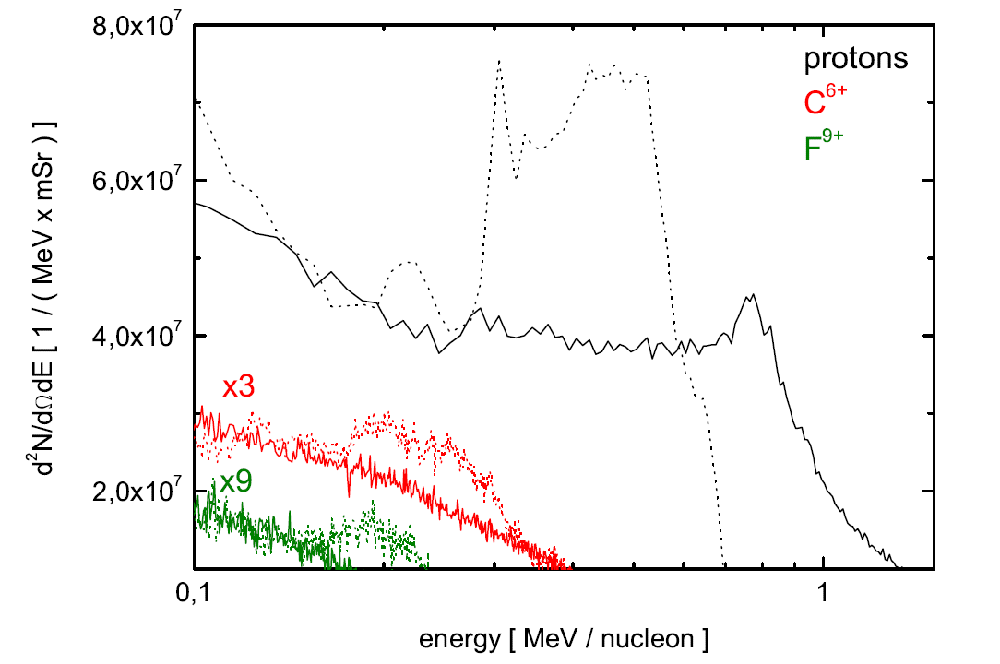 8,0x10⁷
protons
C⁶⁺
F⁹⁺
6,0x10⁷
d²N/dΩdE [ 1 / ( MeV x mSr ) ]
4,0x10⁷
x3
x9
2,0x10⁷
0,1
1
energy [ MeV / nucleon ]